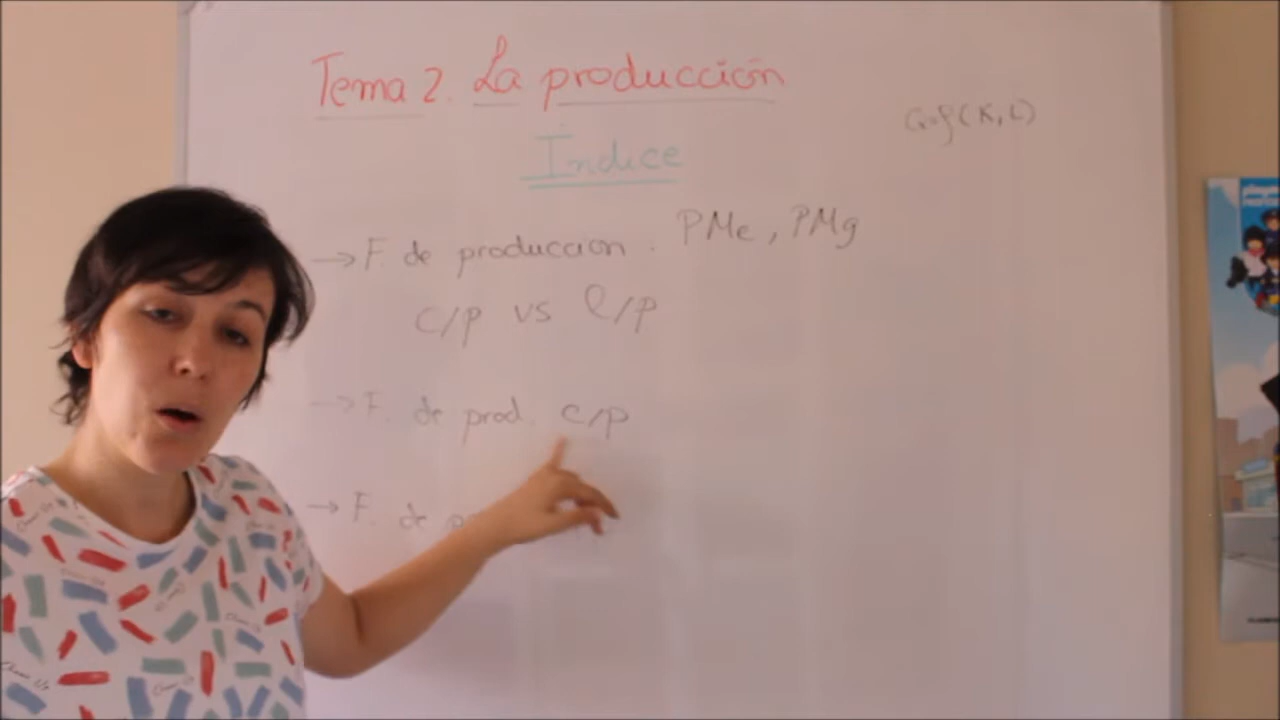 Tema 2. La producción
Índice
Q=f(K,L)
→ F. de producción. PMe, PMg
c/p vs l/p
→ F. de prod. c/p
→ F. de